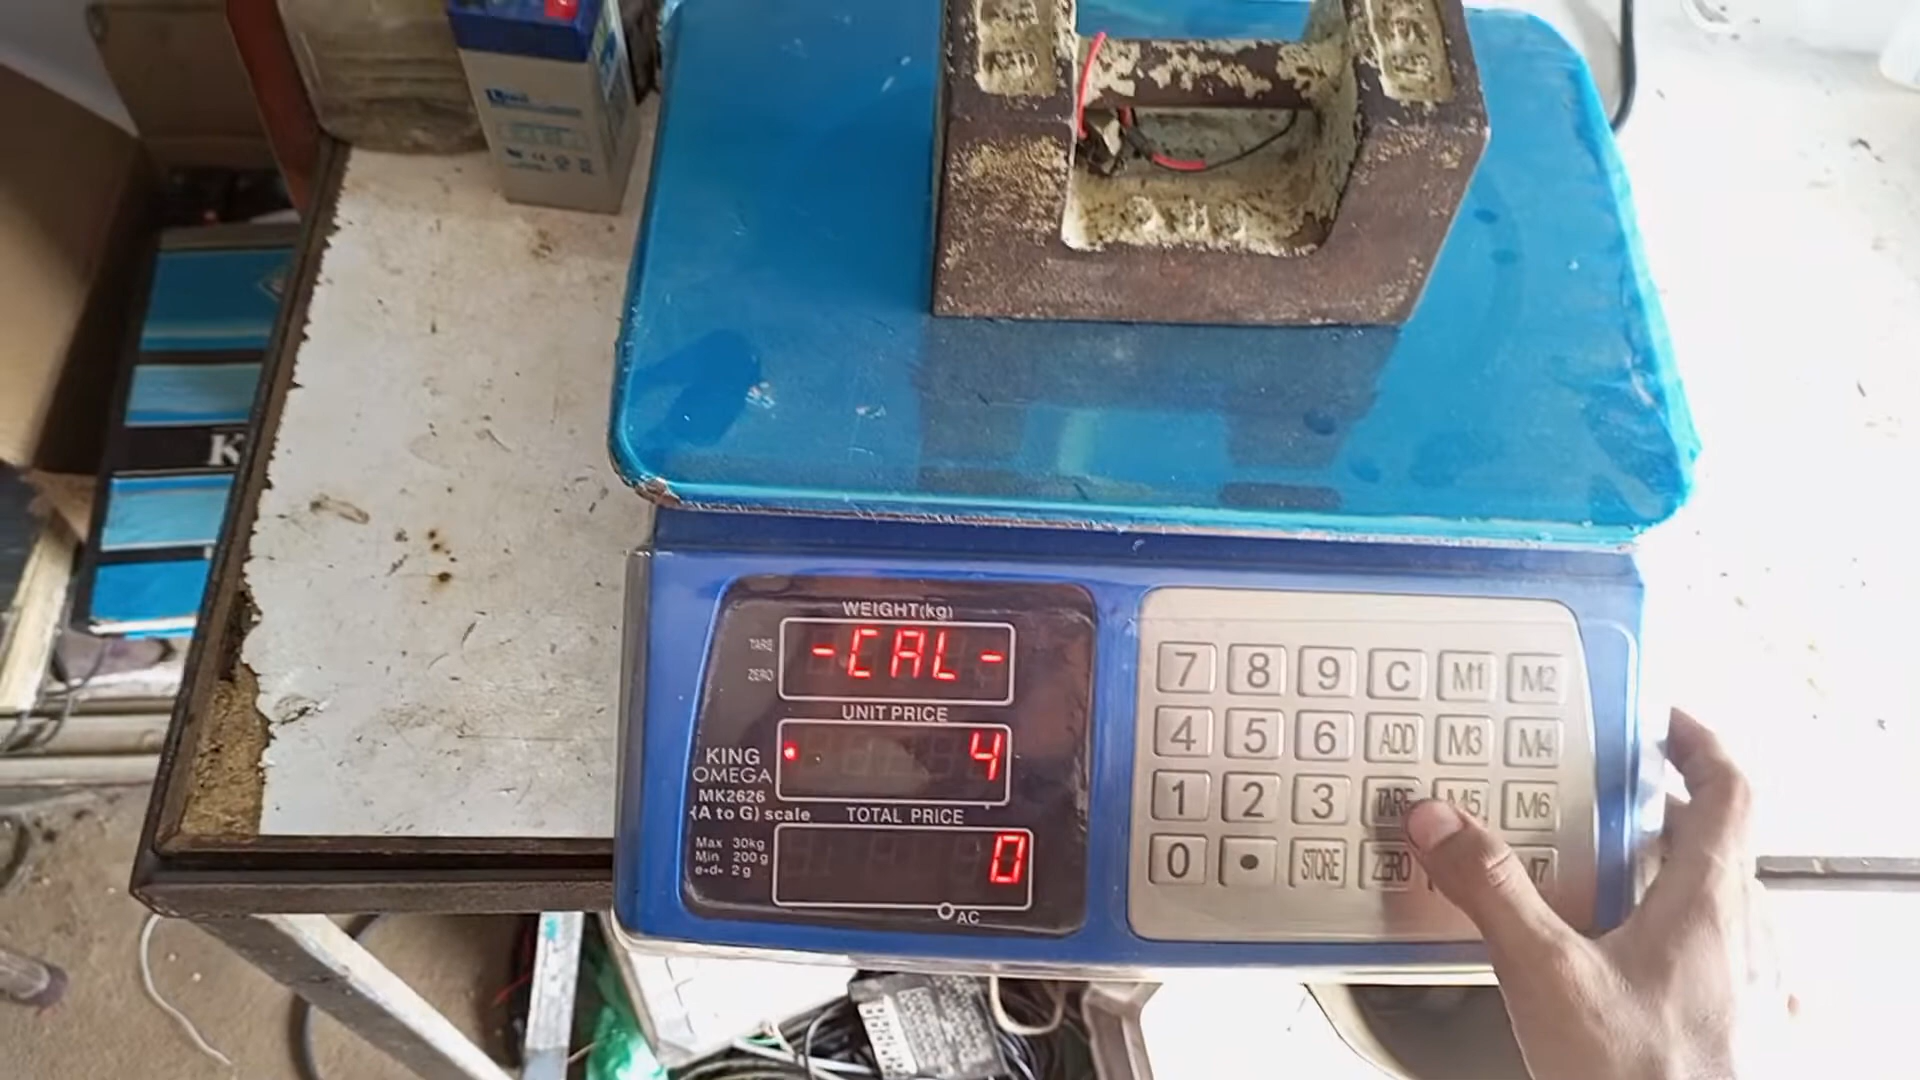 K
WEIGHT(kg)
TARE
ZERO
-CAL-
UNIT PRICE
4
KING
OMEGA
MK2626
(A to G) scale
TOTAL PRICE
Max 30kg
Min 200g
e=d= 2g
0
AC
7 8 9 C M1 M2
4 5 6 ADD M3 M4
1 2 3 TARE M5 M6
0 • STORE ZERO M7